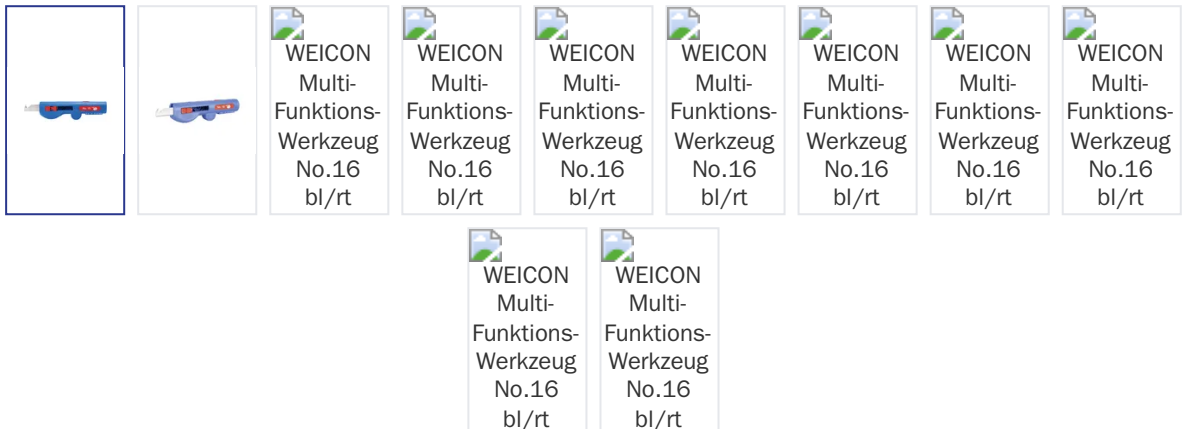 WEICON
Multi-
Funktions-
Werkzeug
No.16
bl/rt
WEICON
Multi-
Funktions-
Werkzeug
No.16
bl/rt
WEICON
Multi-
Funktions-
Werkzeug
No.16
bl/rt
WEICON
Multi-
Funktions-
Werkzeug
No.16
bl/rt
WEICON
Multi-
Funktions-
Werkzeug
No.16
bl/rt
WEICON
Multi-
Funktions-
Werkzeug
No.16
bl/rt
WEICON
Multi-
Funktions-
Werkzeug
No.16
bl/rt
WEICON
Multi-
Funktions-
Werkzeug
No.16
bl/rt
WEICON
Multi-
Funktions-
Werkzeug
No.16
bl/rt